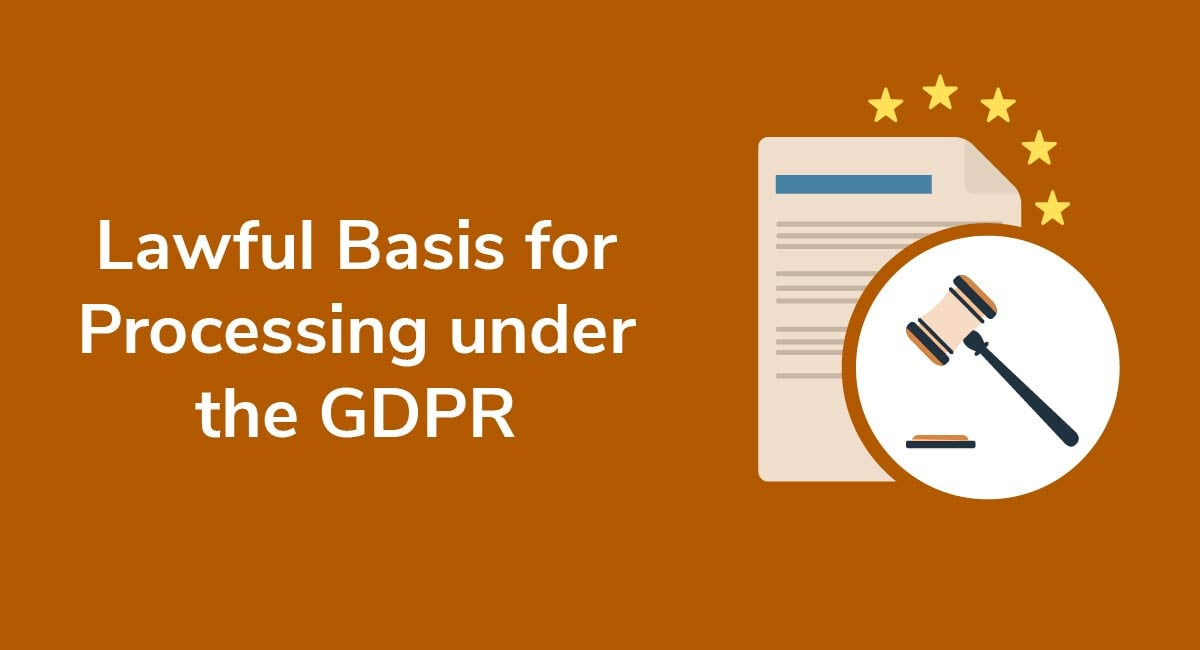 Lawful Basis for
Processing under
the GDPR